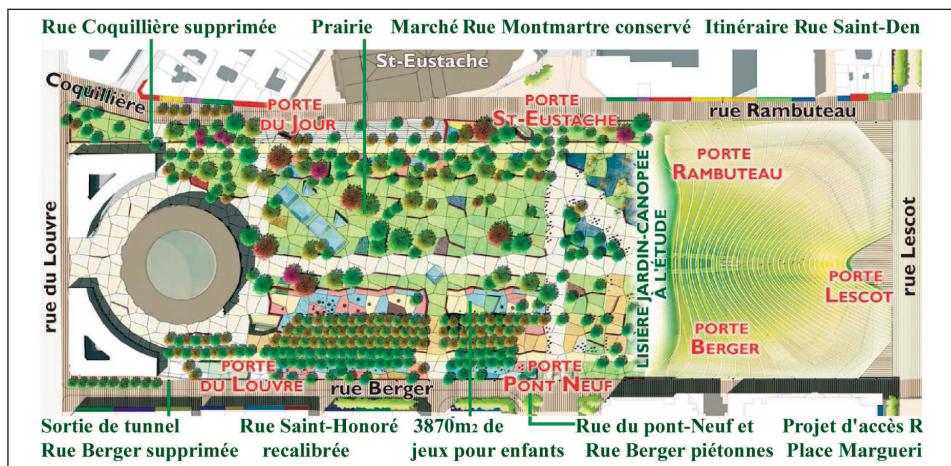 Rue Coquillière supprimée
Prairie
Marché Rue Montmartre conservé
Itinéraire Rue Saint-Den
St-Eustache
Coquillière
PORTE
DU JOUR
PORTE
ST-EUSTACHE
rue Rambuteau
PORTE
RAMBUTEAU
rue du Louvre
LISIÈRE JARDIN-CANOPÉE
À L'ÉTUDE
rue Lescot
PORTE
LESCOT
PORTE
BERGER
PORTE
DU LOUVRE
rue Berger
PORTE
PONT NEUF
Sortie de tunnel
Rue Berger supprimée
Rue Saint-Honoré
recalibrée
3870m2 de
jeux pour enfants
Rue du pont-Neuf et
Rue Berger piétonnes
Projet d'accès R
Place Margueri